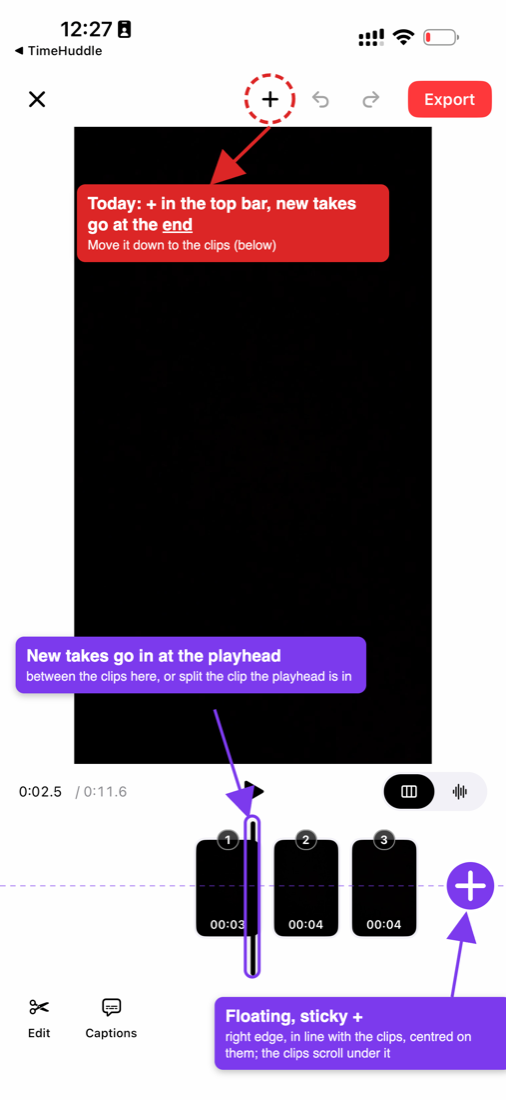 12:27
◀ TimeHuddle
Export
Today: + in the top bar, new takes
go at the end
Move it down to the clips (below)
New takes go in at the playhead
between the clips here, or split the clip the playhead is in
0:02.5 / 0:11.6
1 2 3
00:03 00:04 00:04
Floating, sticky +
right edge, in line with the clips, centred on
them; the clips scroll under it
Edit Captions